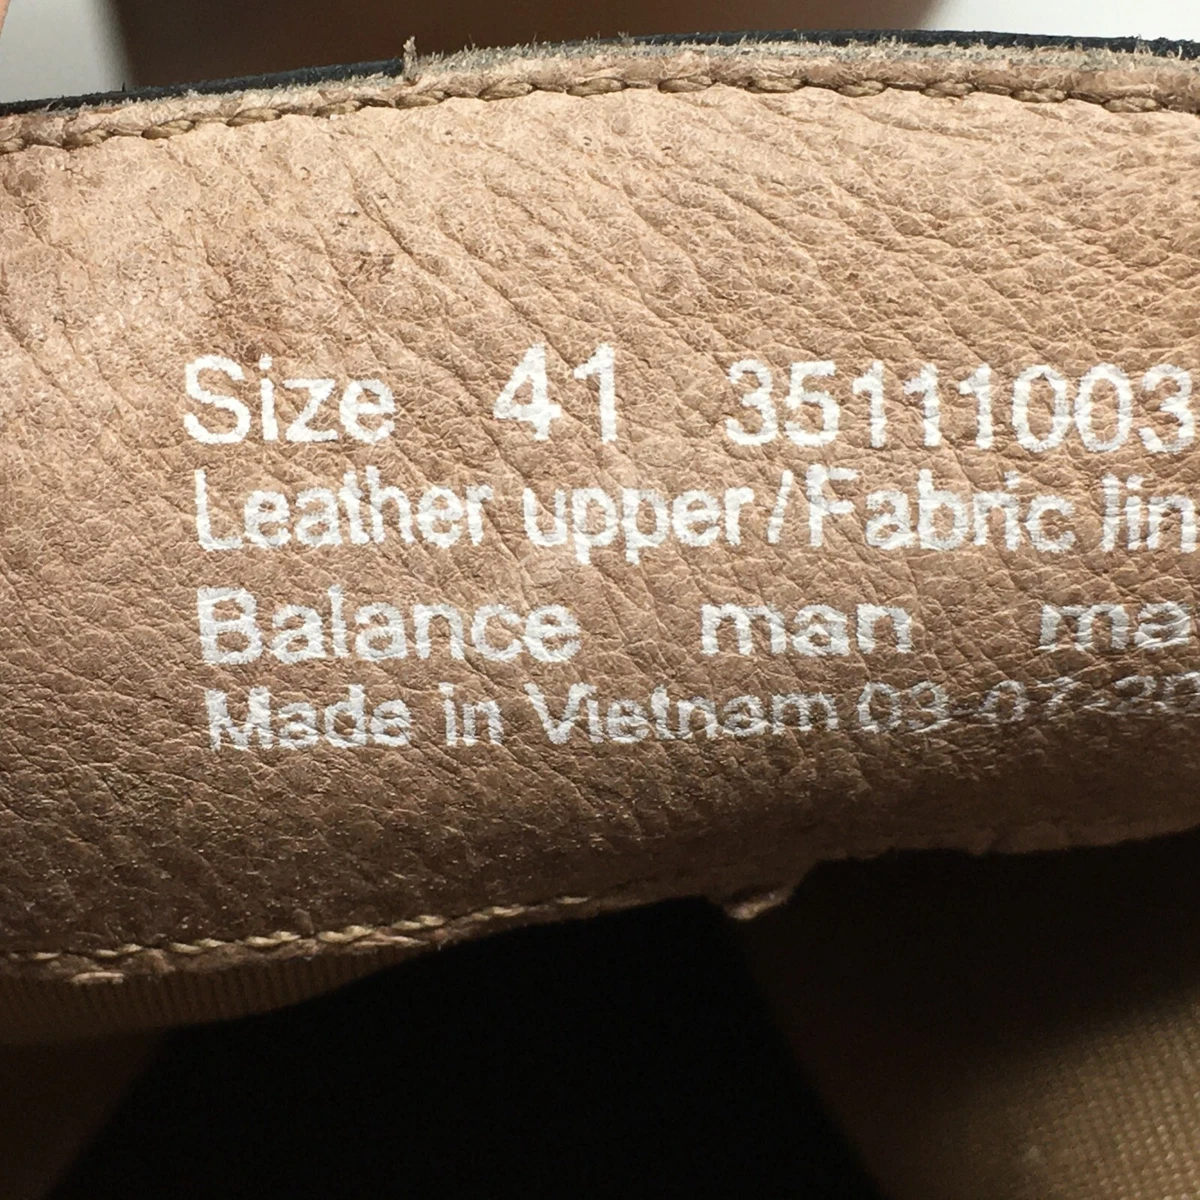 Size 41 35111003
Leather upper/Fabric lin
Balance man ma
Made in Vietnam 03-07-20